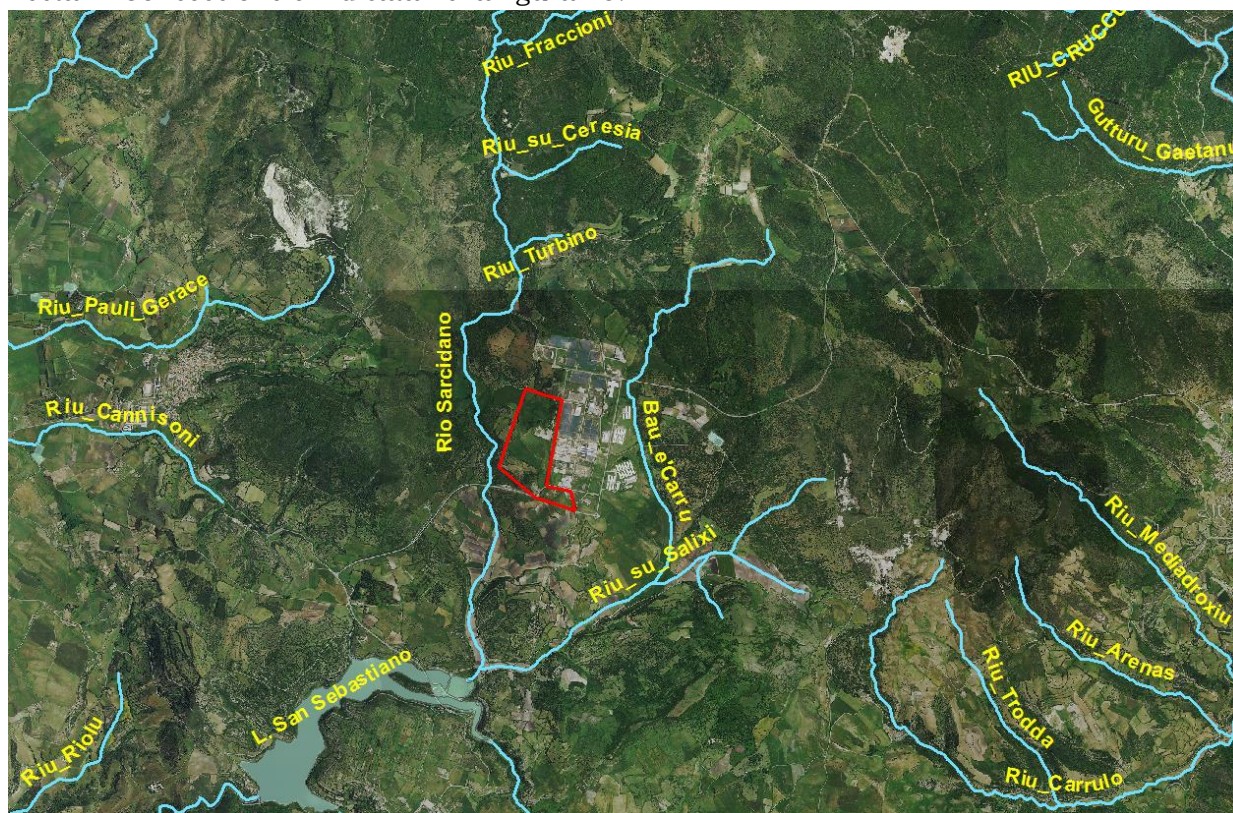 Riu_Fraccioni
RIU_CRUCCU
Gutturu_Gaetanu
Riu_su_Ceresia
Riu_Turbino
Riu_Pauli_Gerace
Rio Sarcidano
Riu_Cannisoni
Bau_e'Carru
Riu_su_Salixi
Riu_Mediadroxiu
Riu_Arenas
Riu_Trodda
L. San Sebastiano
Riu_Riolu
Riu_Carrulo